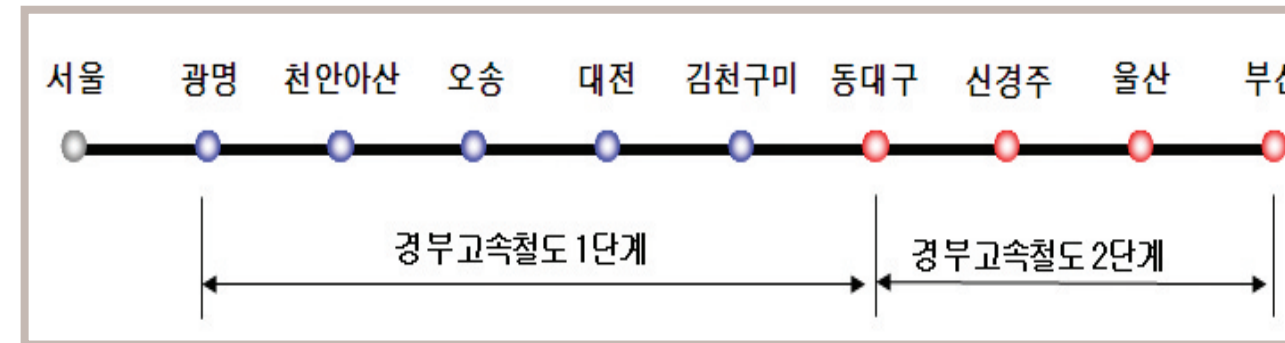 서울 광명 천안아산 오송 대전 김천구미 동대구 신경주 울산
경부고속철도 1단계 경부고속철도 2단계